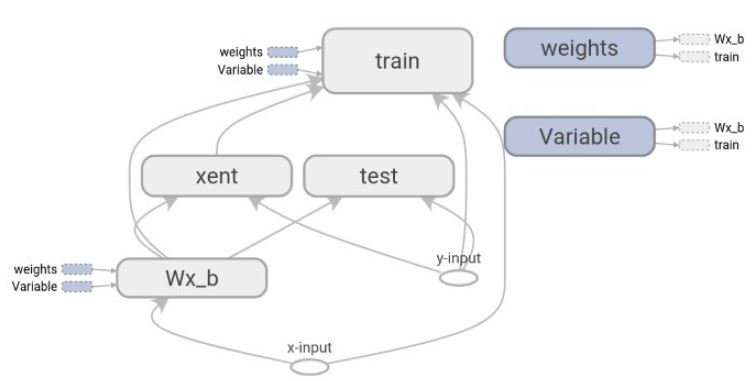 weights
Variable
train
weights
Wx_b
train
Variable
Wx_b
train
xent
test
y-input
weights
Variable
Wx_b
x-input